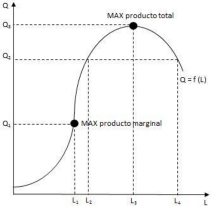 Q
MAX producto total
Q₃
Q₂
Q = f (L)
Q₁
MAX producto marginal
L₁ L₂ L₃ L₄ L